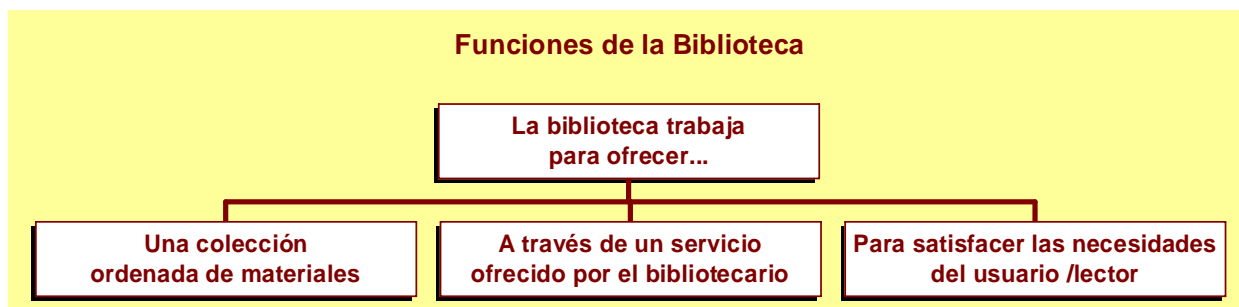 Funciones de la Biblioteca
La biblioteca trabaja
para ofrecer...
Una colección
ordenada de materiales
A través de un servicio
ofrecido por el bibliotecario
Para satisfacer las necesidades
del usuario /lector